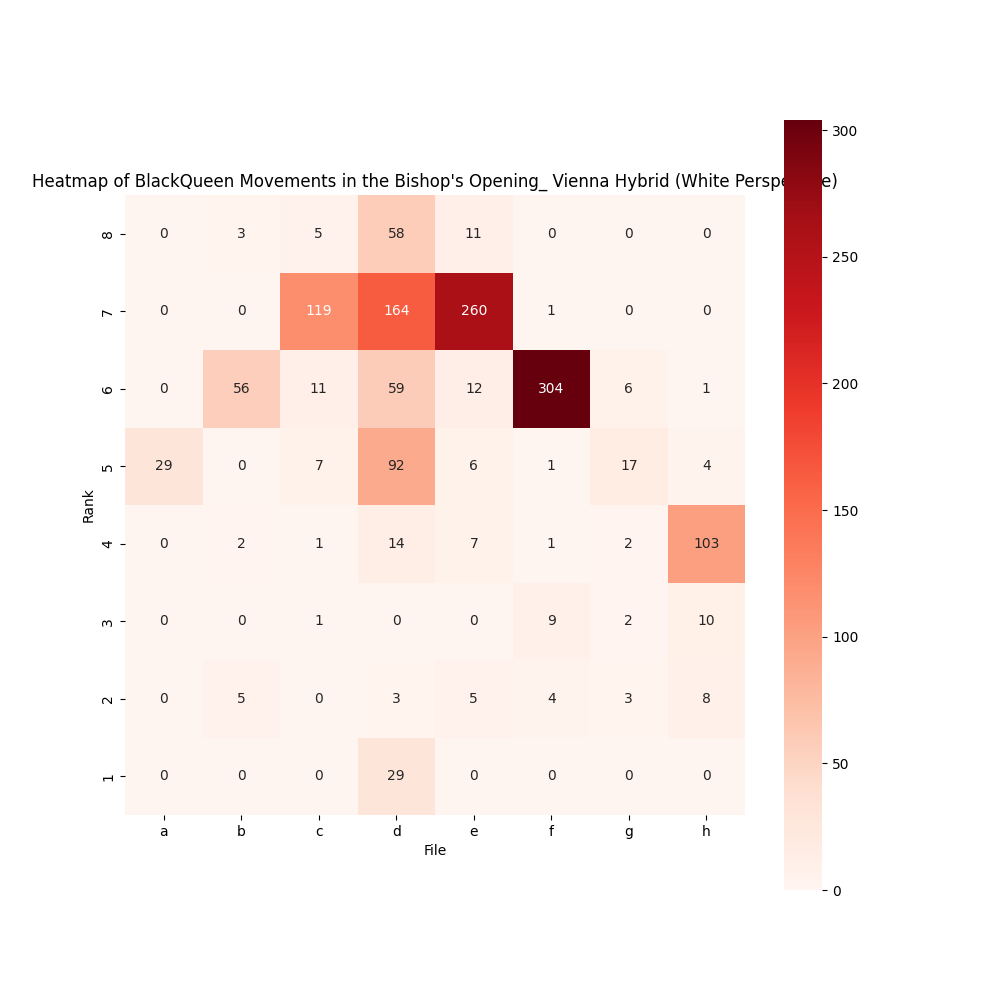 Heatmap of BlackQueen Movements in the Bishop's Opening_ Vienna Hybrid (White Perspe e)
8 0 3 5 58 11 0 0 0
7 0 0 119 164 260 1 0 0
6 0 56 11 59 12 304 6 1
5 29 0 7 92 6 1 17 4
4 0 2 1 14 7 1 2 103
3 0 0 1 0 0 9 2 10
2 0 5 0 3 5 4 3 8
1 0 0 0 29 0 0 0 0
a b c d e f g h
File
Rank
300
250
200
150
100
50
0